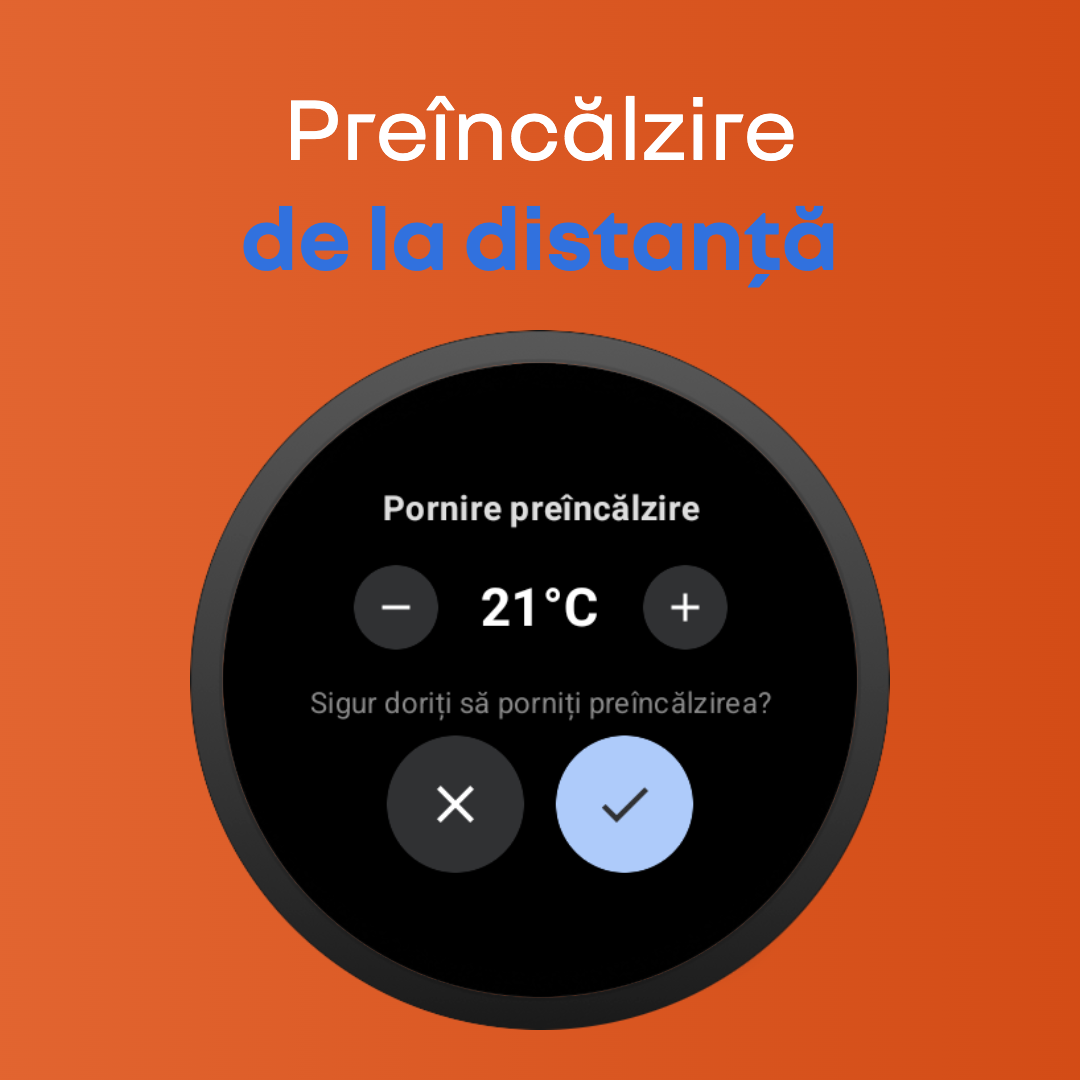 Preîncălzire
de la distanță
Pornire preîncălzire
21°C
Sigur doriți să porniți preîncălzirea?